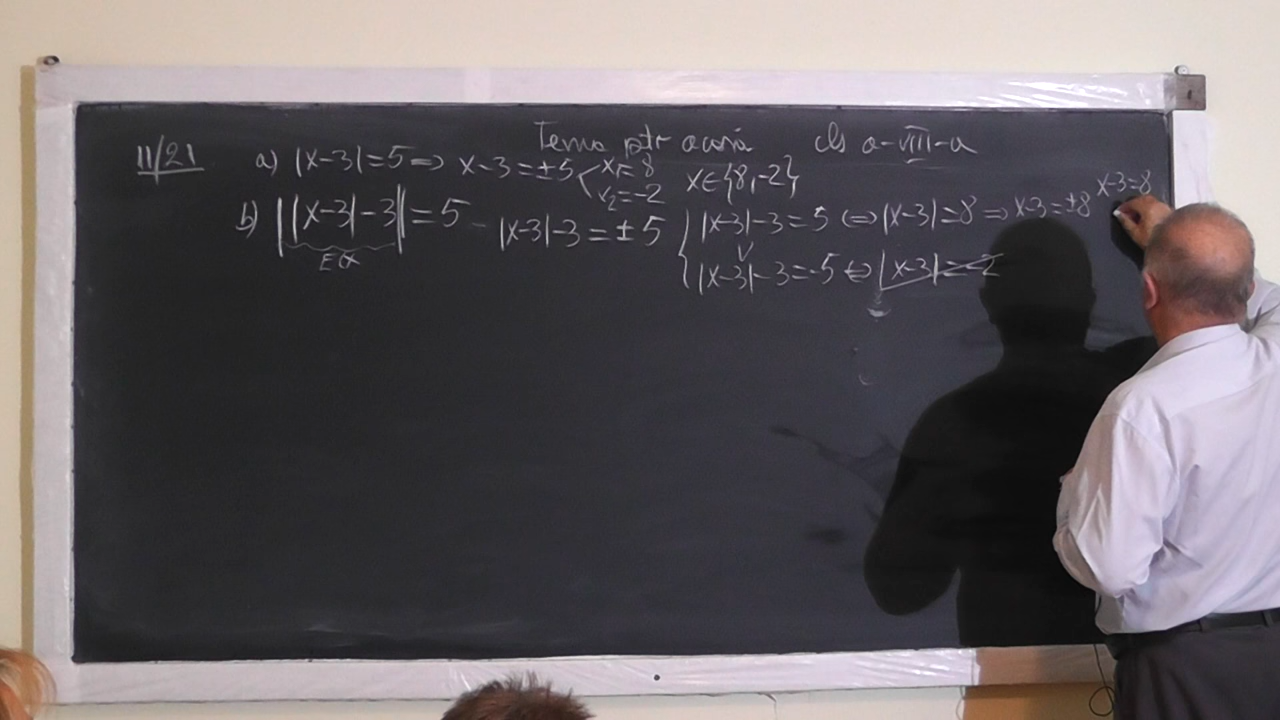 Tema ptr acasă cls a-VIII-a
11/21 a) |x-3|=5 ⇒ x-3=±5 < x₁=8 x₂=-2 x∈{8,-2}
b) ||x-3|-3|=5 |x-3|-3=±5 { |x-3|-3=5 ⇔ |x-3|=8 ⇒ x-3=±8 x-3=8
∨
|x-3|-3=-5 ⇔ |x-3|=-2